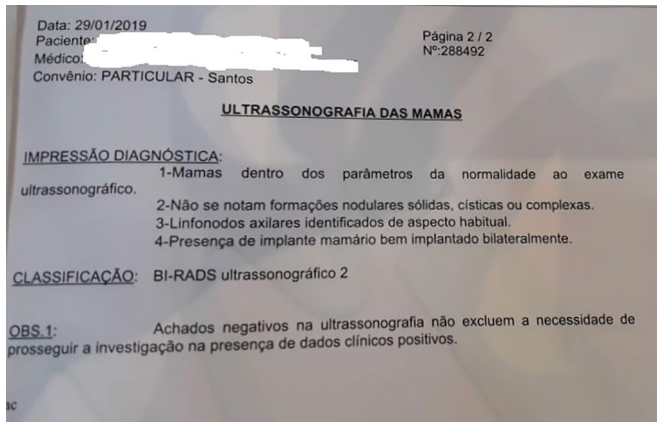 Data: 29/01/2019
Paciente:
Página 2 / 2
Médico:
Nº:288492
Convênio: PARTICULAR - Santos
ULTRASSONOGRAFIA DAS MAMAS
IMPRESSÃO DIAGNÓSTICA:
1-Mamas dentro dos parâmetros da normalidade ao exame
ultrassonográfico.
2-Não se notam formações nodulares sólidas, císticas ou complexas.
3-Linfonodos axilares identificados de aspecto habitual.
4-Presença de implante mamário bem implantado bilateralmente.
CLASSIFICAÇÃO: BI-RADS ultrassonográfico 2
OBS.1: Achados negativos na ultrassonografia não excluem a necessidade de
prosseguir a investigação na presença de dados clínicos positivos.